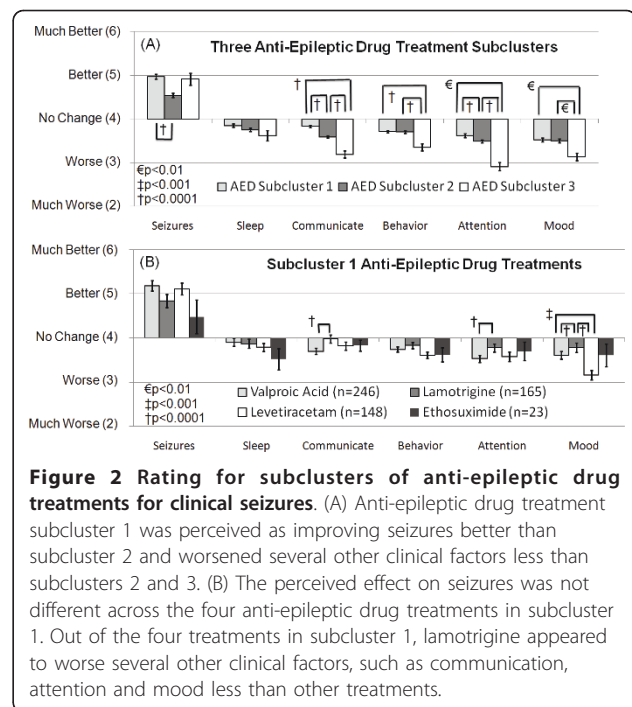 Much Better (6)
(A) Three Anti-Epileptic Drug Treatment Subclusters
Better (5)
€
‡
†
€
€
† †
†
† †
€
No Change (4)
†
Worse (3)
€p<0.01
‡p<0.001
†p<0.0001
AED Subcluster 1 AED Subcluster 2 AED Subcluster 3
Much Worse (2)
Seizures Sleep Communicate Behavior Attention Mood
Much Better (6)
(B) Subcluster 1 Anti-Epileptic Drug Treatments
Better (5)
‡
† † † †
No Change (4)
Worse (3)
€p<0.01
‡p<0.001
†p<0.0001
Valproic Acid (n=246) Lamotrigine (n=165)
Levetiracetam (n=148) Ethosuximide (n=23)
Much Worse (2)
Seizures Sleep Communicate Behavior Attention Mood
Figure 2 Rating for subclusters of anti-epileptic drug
treatments for clinical seizures. (A) Anti-epileptic drug treatment
subcluster 1 was perceived as improving seizures better than
subcluster 2 and worsened several other clinical factors less than
subclusters 2 and 3. (B) The perceived effect on seizures was not
different across the four anti-epileptic drug treatments in subcluster
1. Out of the four treatments in subcluster 1, lamotrigine appeared
to worse several other clinical factors, such as communication,
attention and mood less than other treatments.